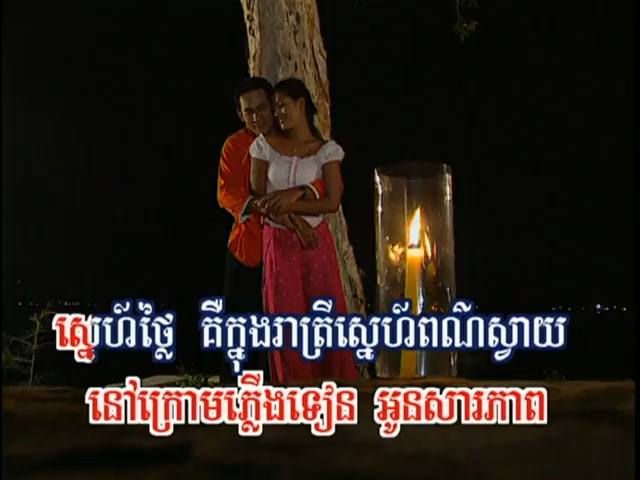 ស្នេហ៍ថ្លៃ គឺក្នុងរាត្រីស្នេហ៍ពណ៌ស្វាយ
នៅក្រោមភ្លើងទៀន អូនសារភាព